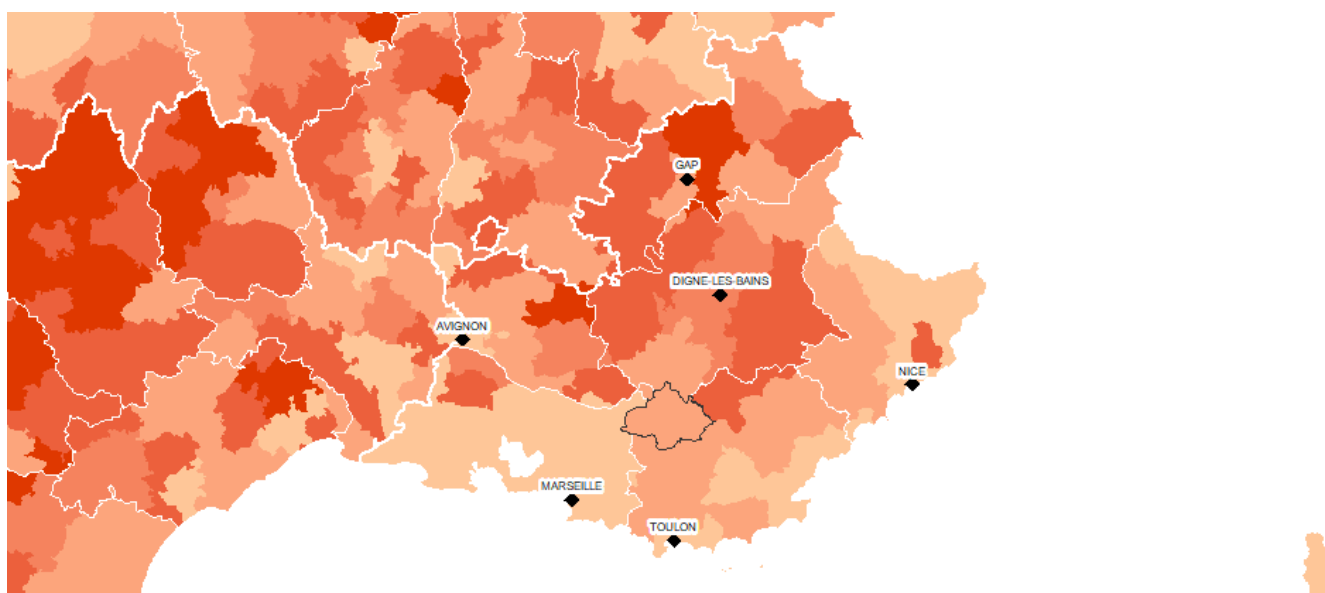 GAP
DIGNE-LES-BAINS
AVIGNON
NICE
MARSEILLE
TOULON